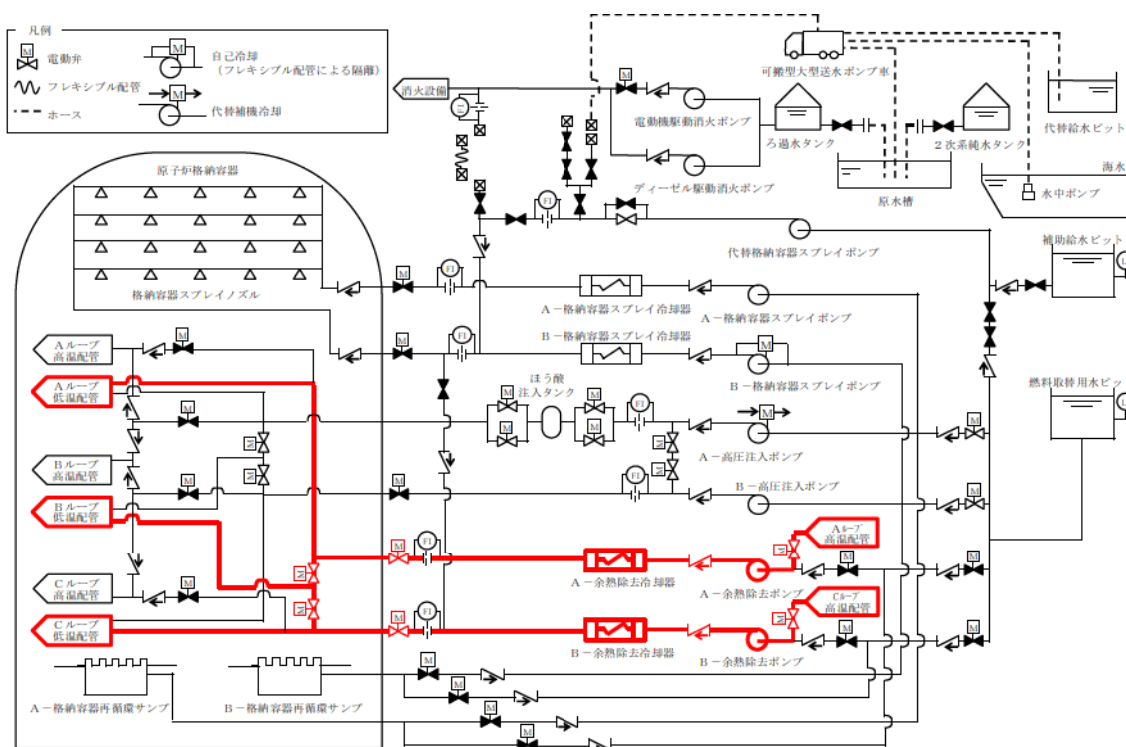 凡例
M
電動弁
フレキシブル配管
ホース
M
自己冷却
(フレキシブル配管による隔離)
M
代替補機冷却
消火設備
FI
M
電動機駆動消火ポンプ
ディーゼル駆動消火ポンプ
可搬型大型送水ポンプ車
ろ過水タンク
2次系純水タンク
原水槽
代替給水ピット
海水
水中ポンプ
FI
代替格納容器スプレイポンプ
補助給水ピット
原子炉格納容器
格納容器スプレイノズル
M
FI
A-格納容器スプレイ冷却器
A-格納容器スプレイポンプ
B-格納容器スプレイ冷却器
M
FI
M
B-格納容器スプレイポンプ
燃料取替用水ピッ
Aループ
高温配管
M
Aループ
低温配管
ほう酸
注入タンク
M
M
M
M
M
FI
M
A-高圧注入ポンプ
M
M
M
M
M
Bループ
高温配管
M
M
FI
B-高圧注入ポンプ
M
Bループ
低温配管
Aループ
高温配管
M
M
FI
A-余熱除去冷却器
A-余熱除去ポンプ
M
M
M
Cループ
高温配管
M
M
Cループ
高温配管
Cループ
低温配管
M
FI
B-余熱除去冷却器
B-余熱除去ポンプ
M
M
M
A-格納容器再循環サンプ
B-格納容器再循環サンプ
M
M
M
M